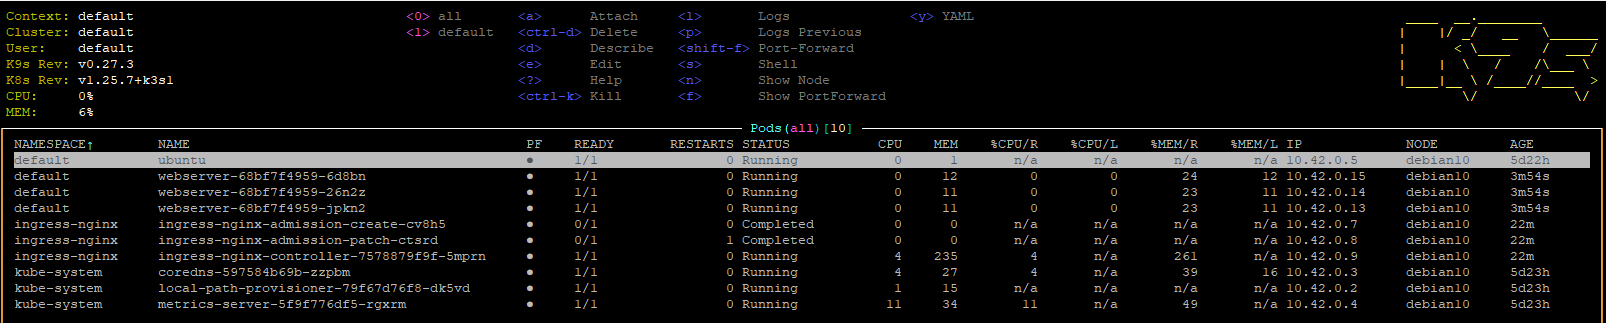 Context: default <0> all <a> Attach <l> Logs <y> YAML
Cluster: default <1> default <ctrl-d> Delete <p> Logs Previous
User: default <d> Describe <shift-f> Port-Forward
K9s Rev: v0.27.3 <e> Edit <s> Shell
K8s Rev: v1.25.7+k3s1 <?> Help <n> Show Node
CPU: 0% <ctrl-k> Kill <f> Show PortForward
MEM: 6%
Pods(all)[10]
NAMESPACE↑ NAME PF READY RESTARTS STATUS CPU MEM %CPU/R %CPU/L %MEM/R %MEM/L IP NODE AGE
default ubuntu ● 1/1 0 Running 0 1 n/a n/a n/a n/a 10.42.0.5 debian10 5d22h
default webserver-68bf7f4959-6d8bn ● 1/1 0 Running 0 12 0 0 24 12 10.42.0.15 debian10 3m54s
default webserver-68bf7f4959-26n2z ● 1/1 0 Running 0 11 0 0 23 11 10.42.0.14 debian10 3m54s
default webserver-68bf7f4959-jpkn2 ● 1/1 0 Running 0 11 0 0 23 11 10.42.0.13 debian10 3m54s
ingress-nginx ingress-nginx-admission-create-cv8h5 ● 0/1 0 Completed 0 0 n/a n/a n/a n/a 10.42.0.7 debian10 22m
ingress-nginx ingress-nginx-admission-patch-ctsrd ● 0/1 1 Completed 0 0 n/a n/a n/a n/a 10.42.0.8 debian10 22m
ingress-nginx ingress-nginx-controller-7578879f9f-5mprn ● 1/1 0 Running 4 235 4 n/a 261 n/a 10.42.0.9 debian10 22m
kube-system coredns-597584b69b-zzpbm ● 1/1 0 Running 4 27 4 n/a 39 16 10.42.0.3 debian10 5d23h
kube-system local-path-provisioner-79f67d76f8-dk5vd ● 1/1 0 Running 1 15 n/a n/a n/a n/a 10.42.0.2 debian10 5d23h
kube-system metrics-server-5f9f776df5-rgxrm ● 1/1 0 Running 11 34 11 n/a 49 n/a 10.42.0.4 debian10 5d23h